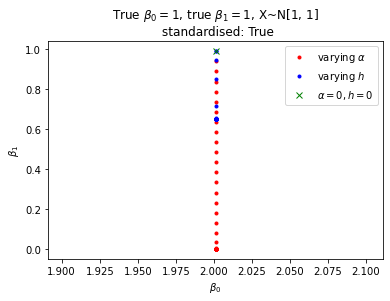 True β₀ = 1, true β₁ = 1, X~N[1, 1]
standardised: True
varying α
varying h
α = 0, h = 0
1.0
0.8
0.6
0.4
0.2
0.0
β₁
1.900 1.925 1.950 1.975 2.000 2.025 2.050 2.075 2.100
β₀